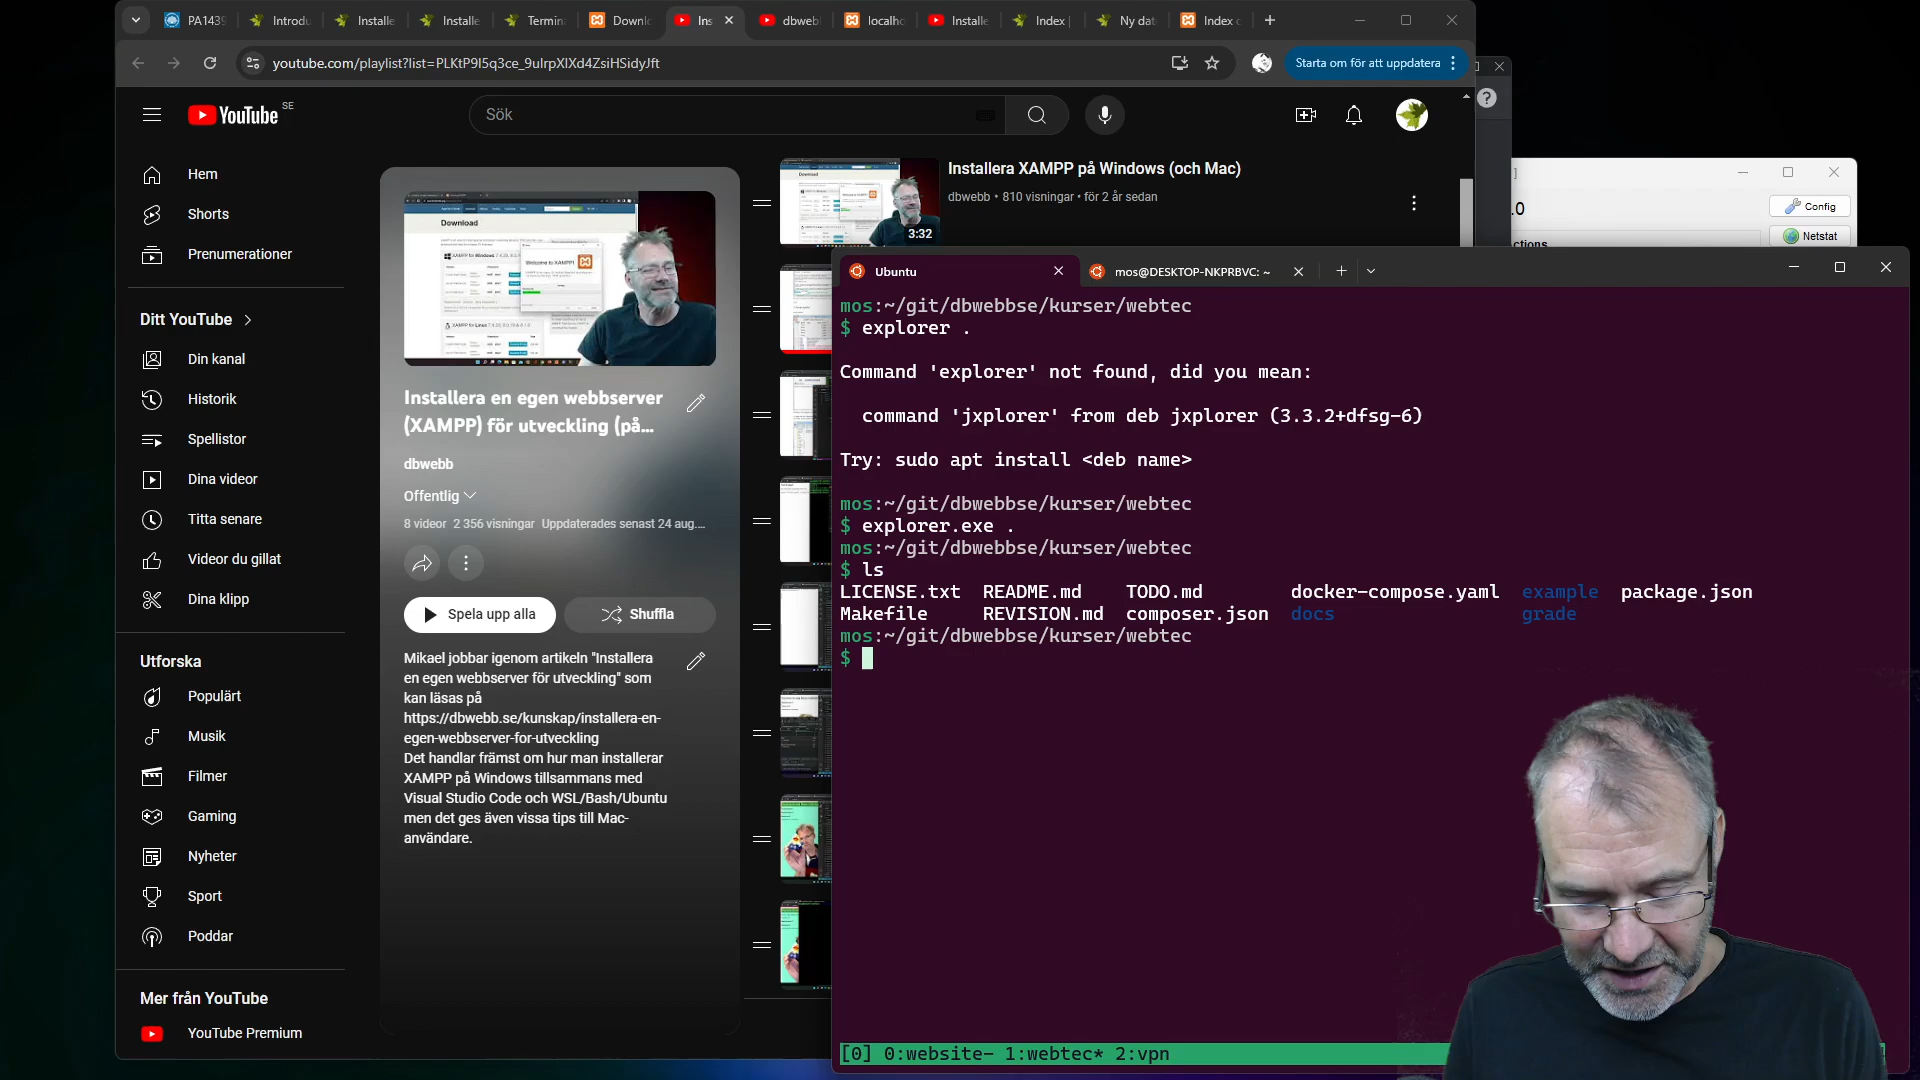 PA1439
Introdu
Installe
Installe
Termin
Downl
Ins
dbweb
localho
Installe
Index |
Ny dat
Index o
youtube.com/playlist?list=PLKtP9l5q3ce_9ulrpXlXd4ZsiHSidyJft
Starta om för att uppdatera
YouTube SE
Sök
Hem
Shorts
Prenumerationer
Ditt YouTube
Din kanal
Historik
Spellistor
Dina videor
Titta senare
Videor du gillat
Dina klipp
Utforska
Populärt
Musik
Filmer
Gaming
Nyheter
Sport
Poddar
Mer från YouTube
YouTube Premium
Download
Installera en egen webbserver
(XAMPP) för utveckling (på...
dbwebb
Offentlig
8 videor 2 356 visningar Uppdaterades senast 24 aug....
Spela upp alla
Shuffla
Mikael jobbar igenom artikeln "Installera
en egen webbserver för utveckling" som
kan läsas på
https://dbwebb.se/kunskap/installera-en-
egen-webbserver-for-utveckling
Det handlar främst om hur man installerar
XAMPP på Windows tillsammans med
Visual Studio Code och WSL/Bash/Ubuntu
men det ges även vissa tips till Mac-
användare.
3:32
Installera XAMPP på Windows (och Mac)
dbwebb • 810 visningar • för 2 år sedan
Config
Netstat
Ubuntu
mos@DESKTOP-NKPRBVC: ~
mos:~/git/dbwebbse/kurser/webtec
$ explorer .
Command 'explorer' not found, did you mean:
command 'jxplorer' from deb jxplorer (3.3.2+dfsg-6)
Try: sudo apt install <deb name>
mos:~/git/dbwebbse/kurser/webtec
$ explorer.exe .
mos:~/git/dbwebbse/kurser/webtec
$ ls
LICENSE.txt README.md TODO.md docker-compose.yaml example package.json
Makefile REVISION.md composer.json docs grade
mos:~/git/dbwebbse/kurser/webtec
$
[0] 0:website- 1:webtec* 2:vpn